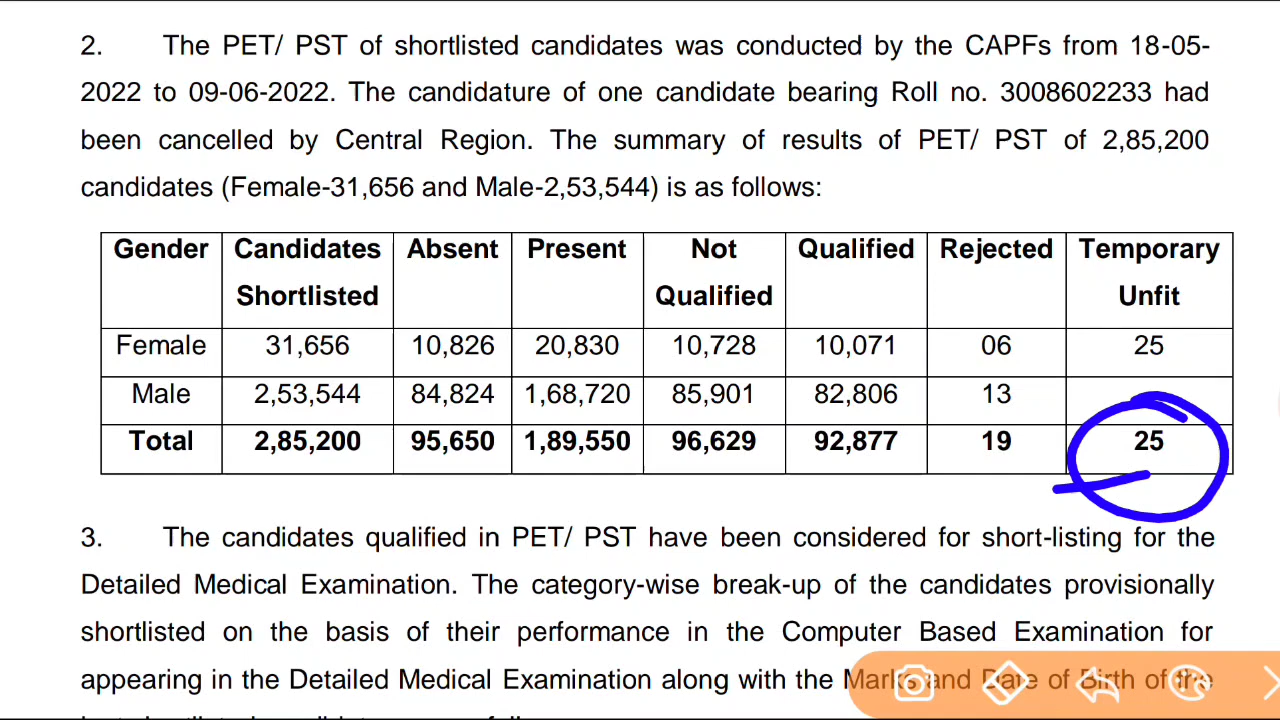 2. The PET/ PST of shortlisted candidates was conducted by the CAPFs from 18-05-
2022 to 09-06-2022. The candidature of one candidate bearing Roll no. 3008602233 had
been cancelled by Central Region. The summary of results of PET/ PST of 2,85,200
candidates (Female-31,656 and Male-2,53,544) is as follows:
Gender Candidates Shortlisted Absent Present Not Qualified Qualified Rejected Temporary Unfit
Female 31,656 10,826 20,830 10,728 10,071 06 25
Male 2,53,544 84,824 1,68,720 85,901 82,806 13
Total 2,85,200 95,650 1,89,550 96,629 92,877 19 25
3. The candidates qualified in PET/ PST have been considered for short-listing for the
Detailed Medical Examination. The category-wise break-up of the candidates provisionally
shortlisted on the basis of their performance in the Computer Based Examination for
appearing in the Detailed Medical Examination along with the Marks and Date of Birth of the